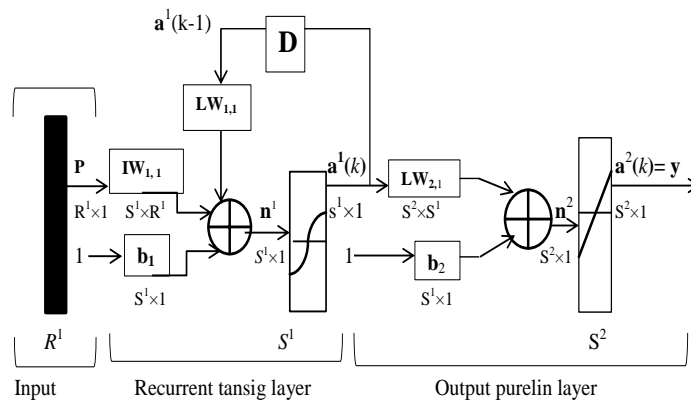 a¹(k-1)
D
LW₁,₁
P
IW₁, ₁
R¹×1
S¹×R¹
1
b₁
S¹×1
n¹
S¹×1
a¹(k)
s¹×1
LW₂,₁
S²×S¹
1
b₂
S¹×1
n²
S²×1
a²(k)= y
S²×1
R¹
S¹
S²
Input
Recurrent tansig layer
Output purelin layer